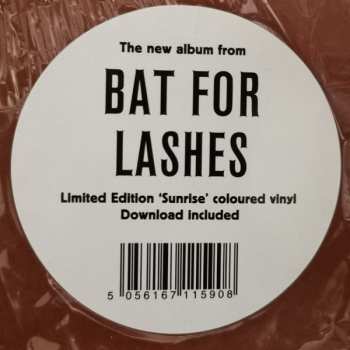 The new album from
BAT FOR
LASHES
Limited Edition 'Sunrise' coloured vinyl
Download included
5 056167 115908